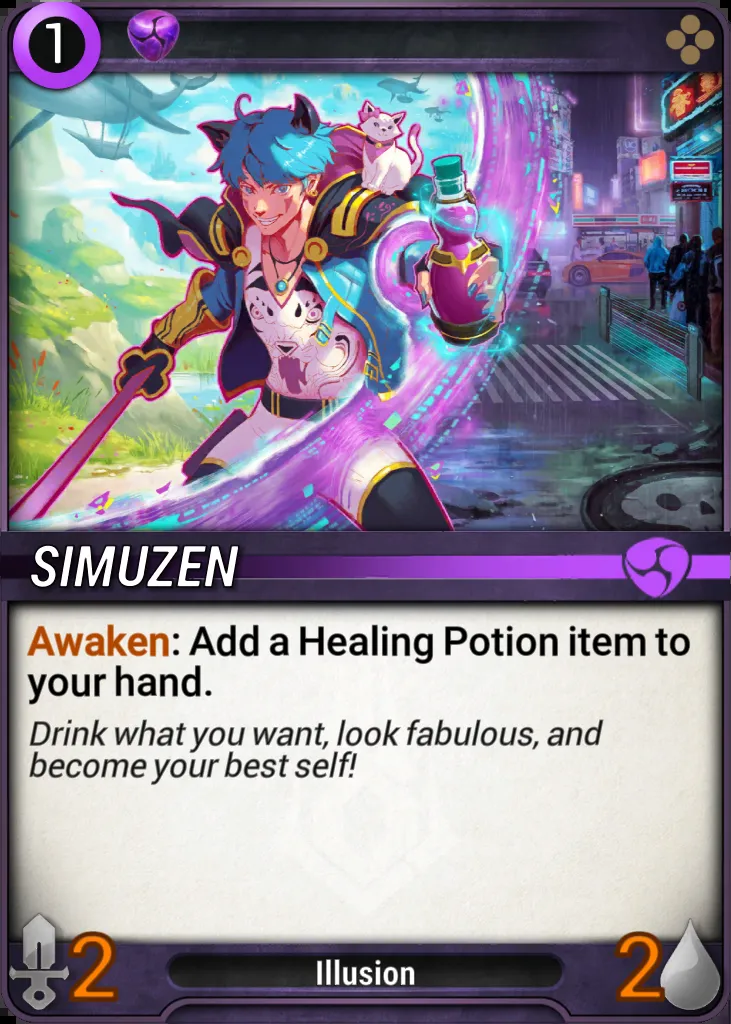 1
SIMUZEN
Awaken: Add a Healing Potion item to
your hand.
Drink what you want, look fabulous, and
become your best self!
2
Illusion
2